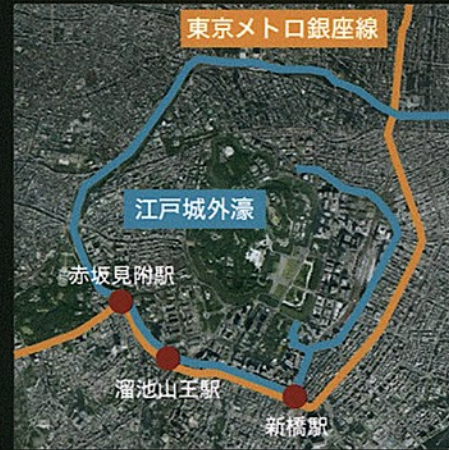 東京メトロ銀座線
江戸城外濠
赤坂見附駅
溜池山王駅
新橋駅